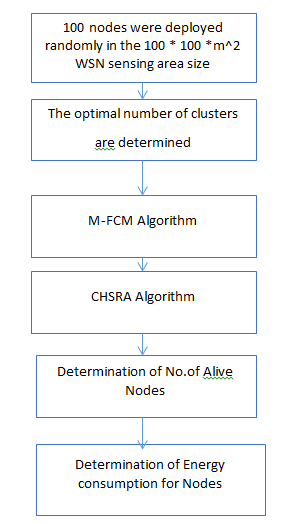 100 nodes were deployed
randomly in the 100 * 100 *m^2
WSN sensing area size
The optimal number of clusters
are determined
M-FCM Algorithm
CHSRA Algorithm
Determination of No.of Alive
Nodes
Determination of Energy
consumption for Nodes